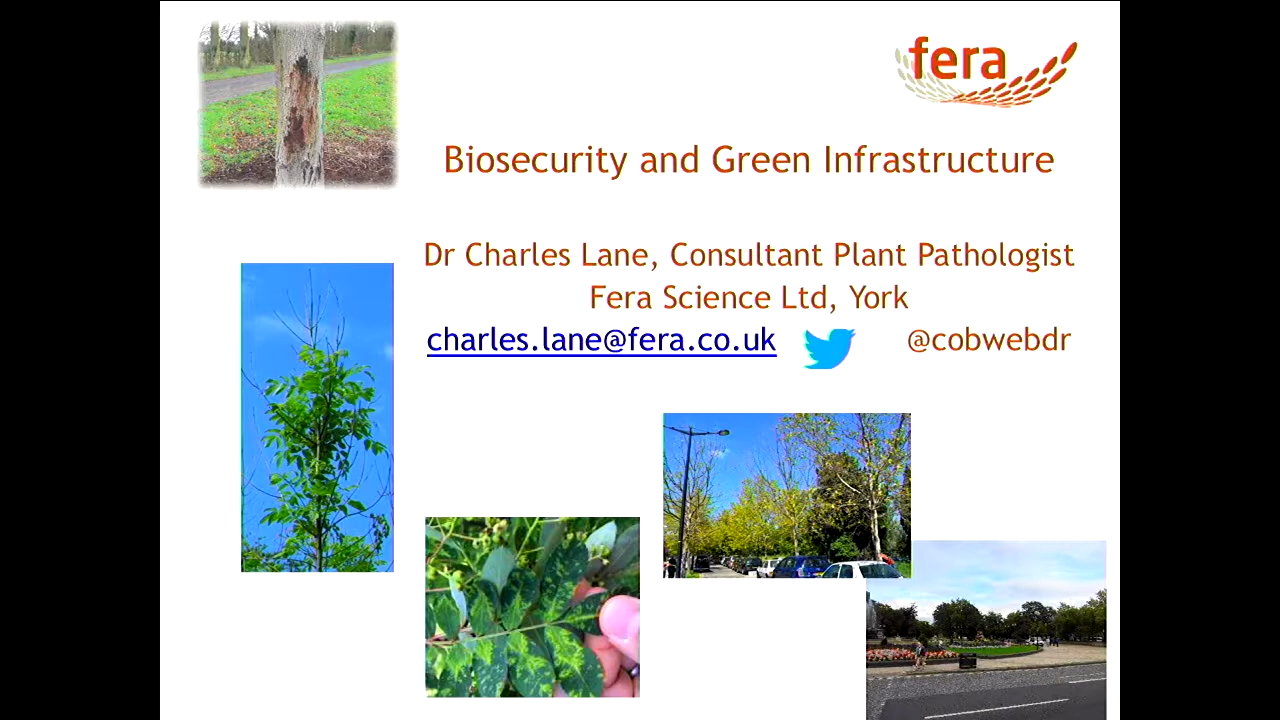 fera
Biosecurity and Green Infrastructure
Dr Charles Lane, Consultant Plant Pathologist
Fera Science Ltd, York
charles.lane@fera.co.uk @cobwebdr